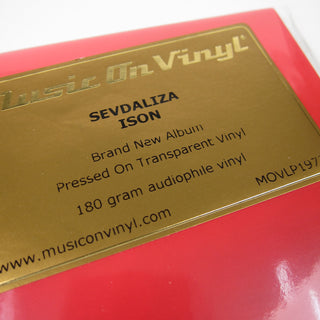 Music On Vinyl®
SEVDALIZA
ISON
Brand New Album
Pressed On Transparent Vinyl
180 gram audiophile vinyl
MOVLP197
www.musiconvinyl.com